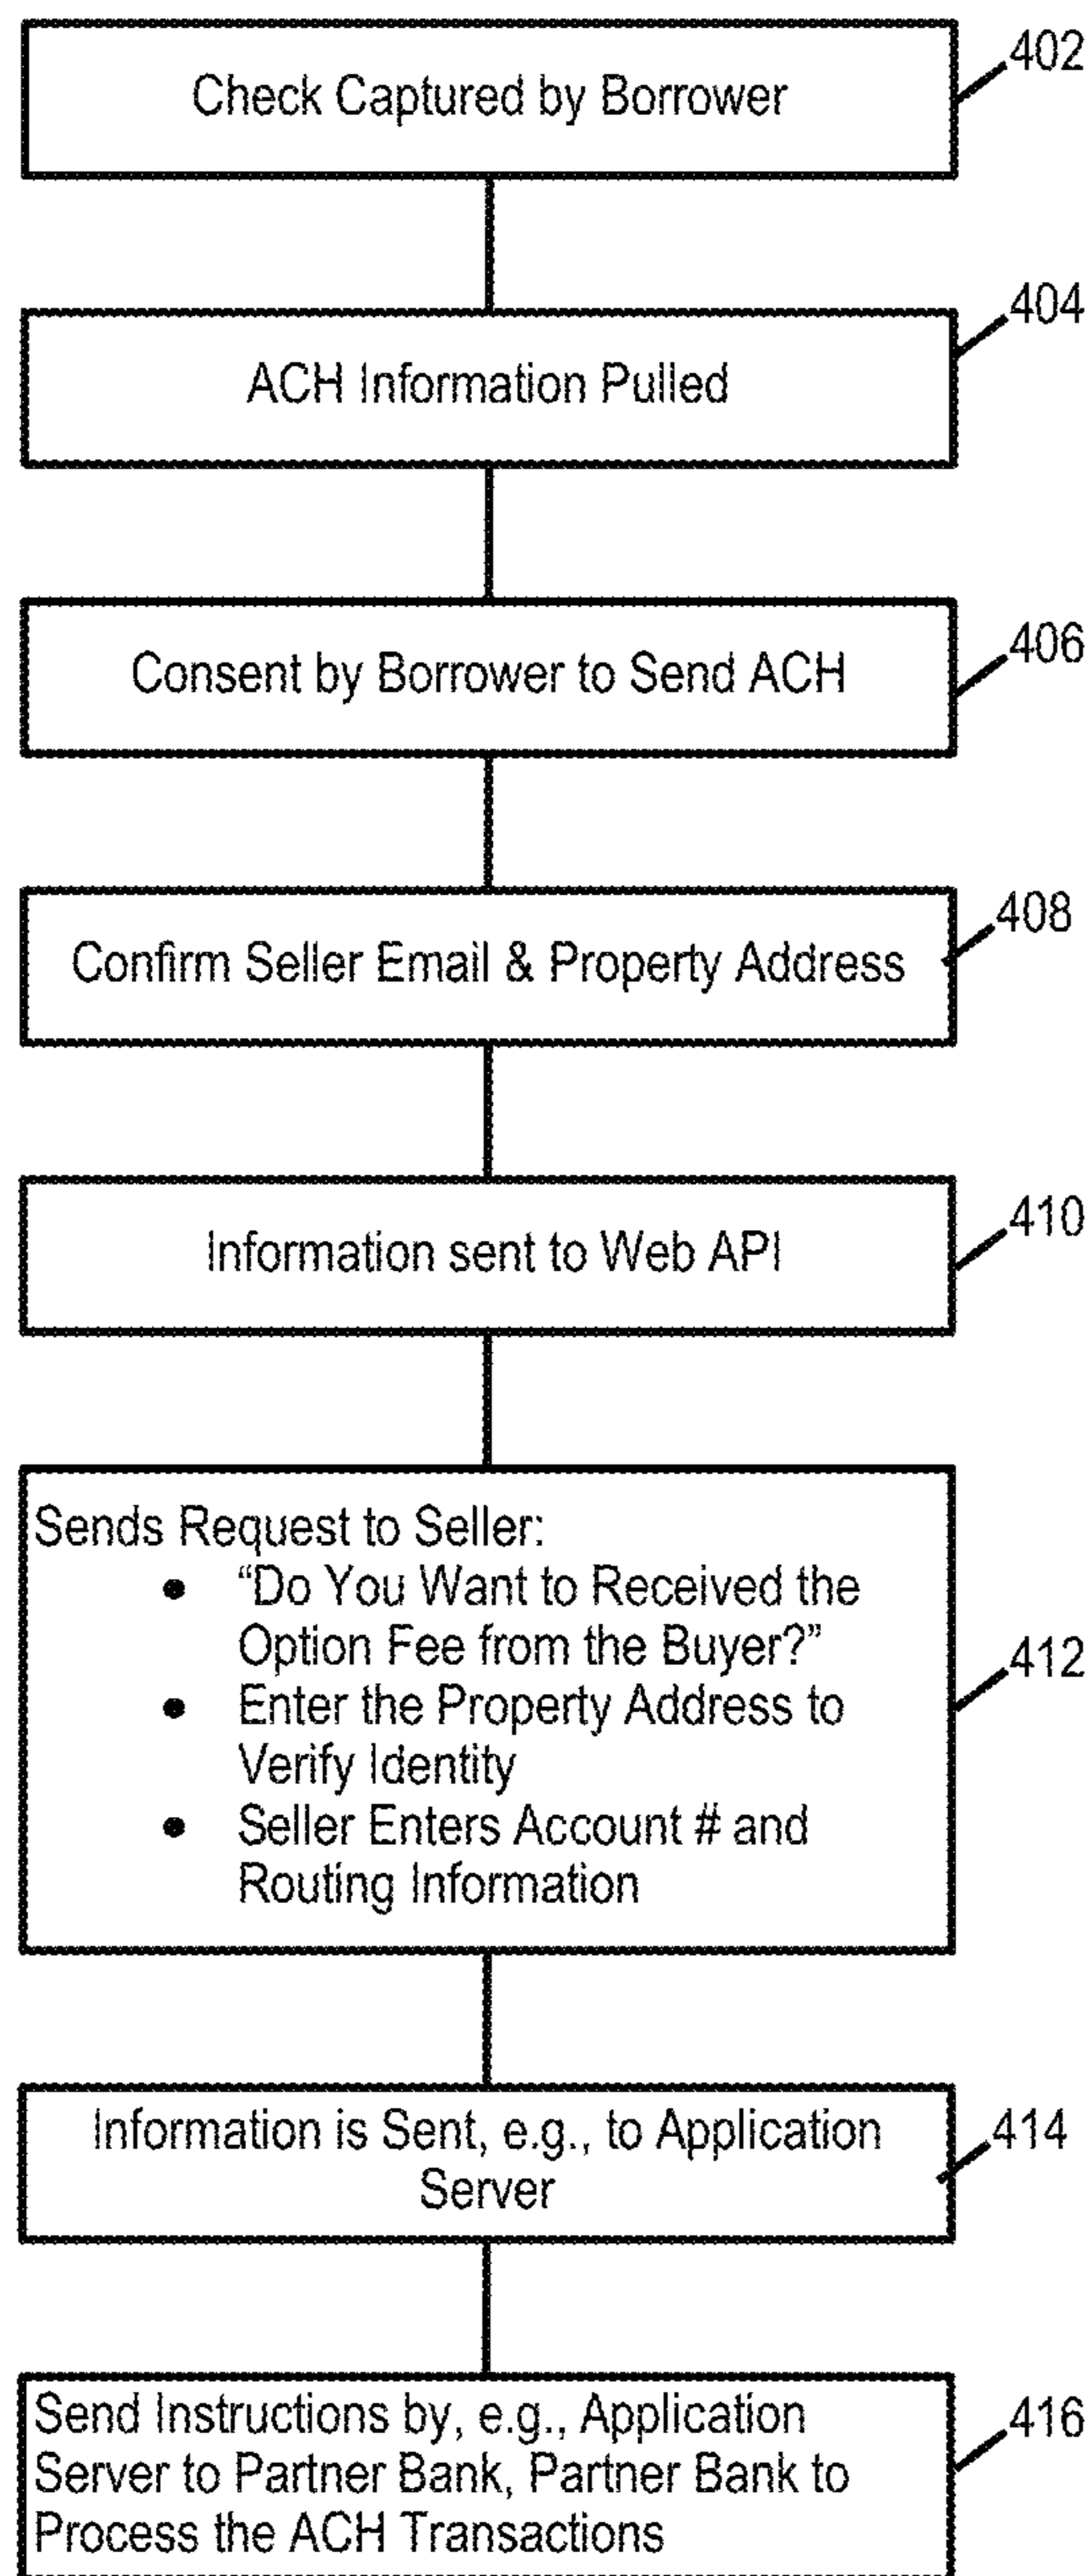 402
Check Captured by Borrower
404
ACH Information Pulled
406
Consent by Borrower to Send ACH
408
Confirm Seller Email & Property Address
410
Information sent to Web API
Sends Request to Seller:
• “Do You Want to Received the
Option Fee from the Buyer?”
• Enter the Property Address to
Verify Identity
• Seller Enters Account # and
Routing Information
412
Information is Sent, e.g., to Application
Server
414
Send Instructions by, e.g., Application
Server to Partner Bank, Partner Bank to
Process the ACH Transactions
416